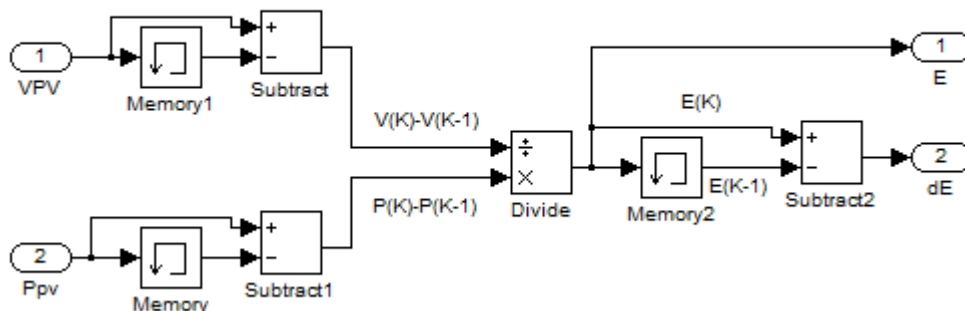 1
VPV
Memory1
+
−
Subtract
V(K)-V(K-1)
P(K)-P(K-1)
÷
×
Divide
E(K)
E(K-1)
Memory2
+
−
Subtract2
1
E
2
dE
2
Ppv
Memory
+
−
Subtract1